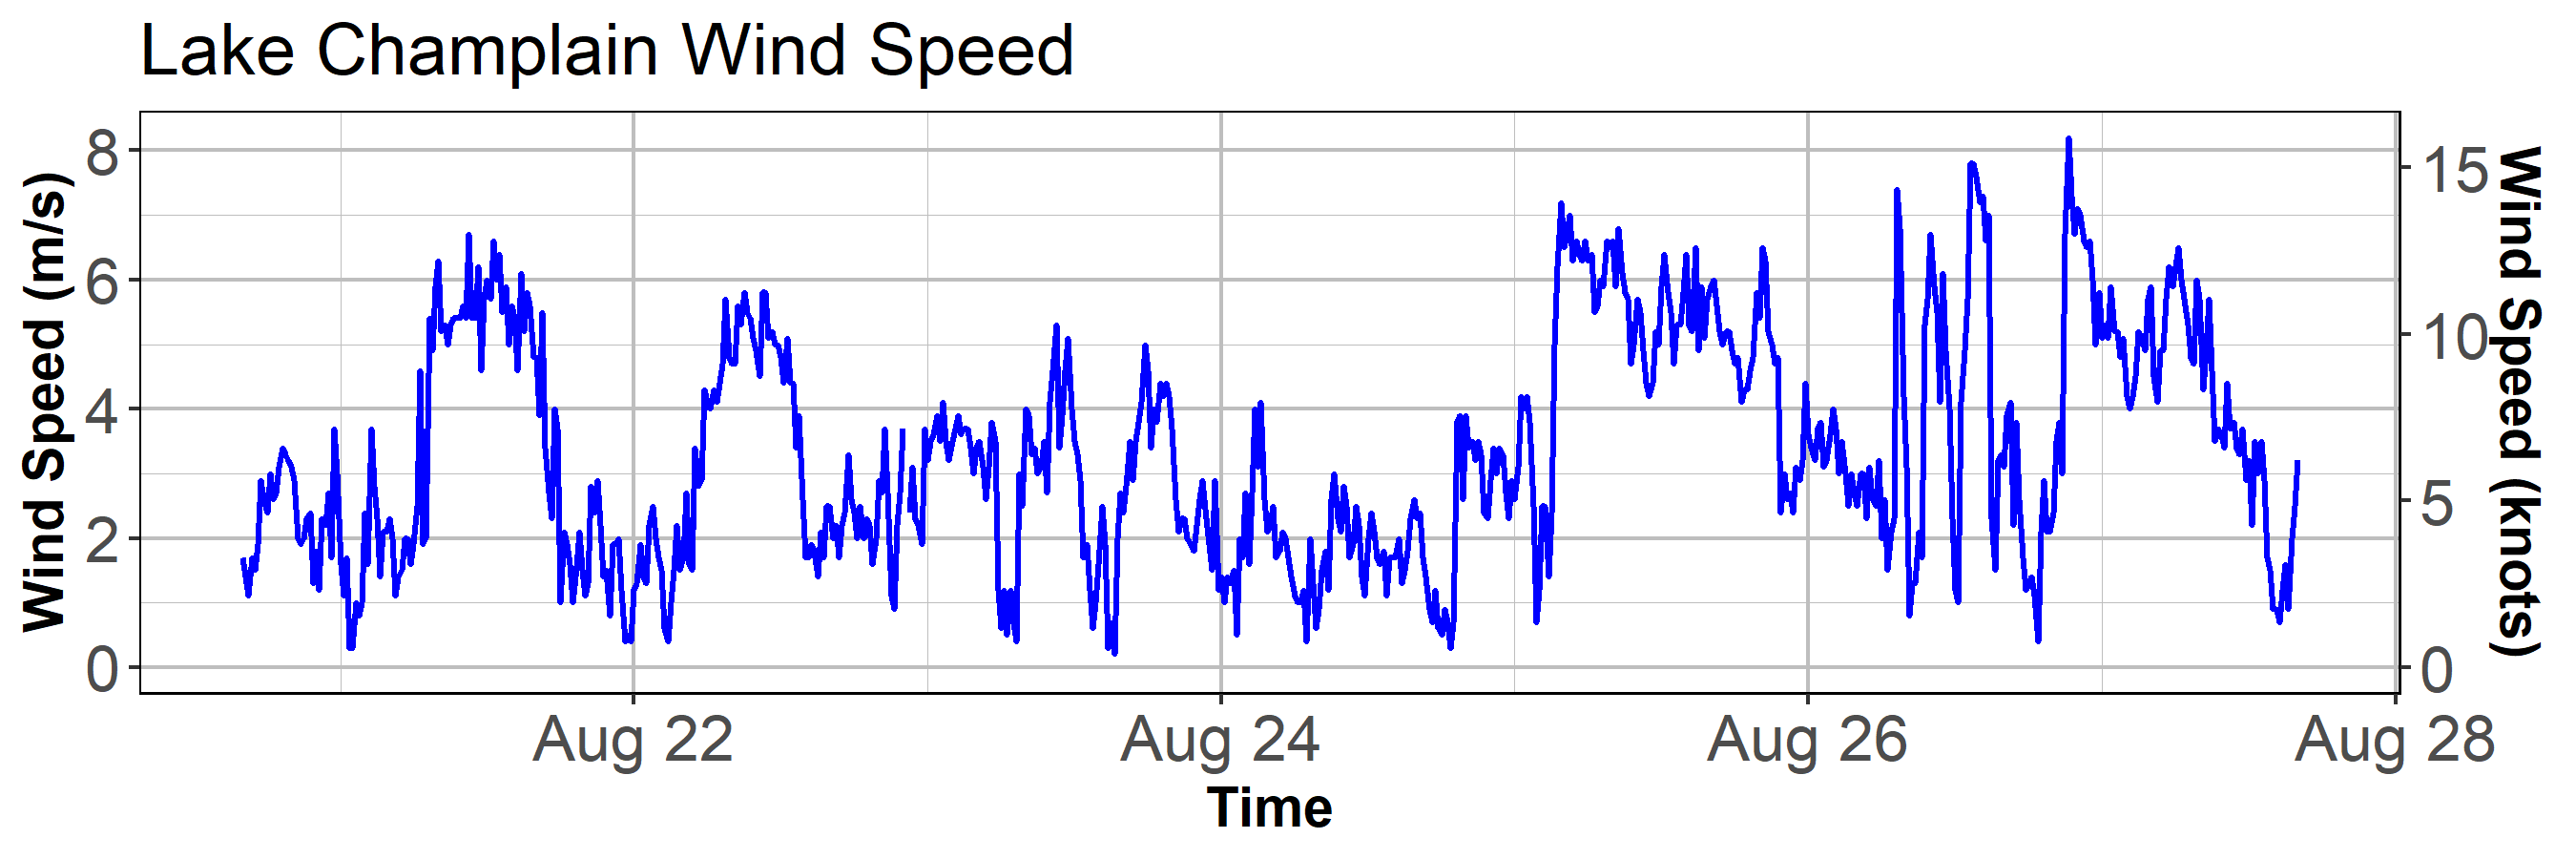 Lake Champlain Wind Speed
Wind Speed (m/s)
8
6
4
2
0
15
10
5
0
Wind Speed (knots)
Aug 22
Aug 24
Aug 26
Aug 28
Time